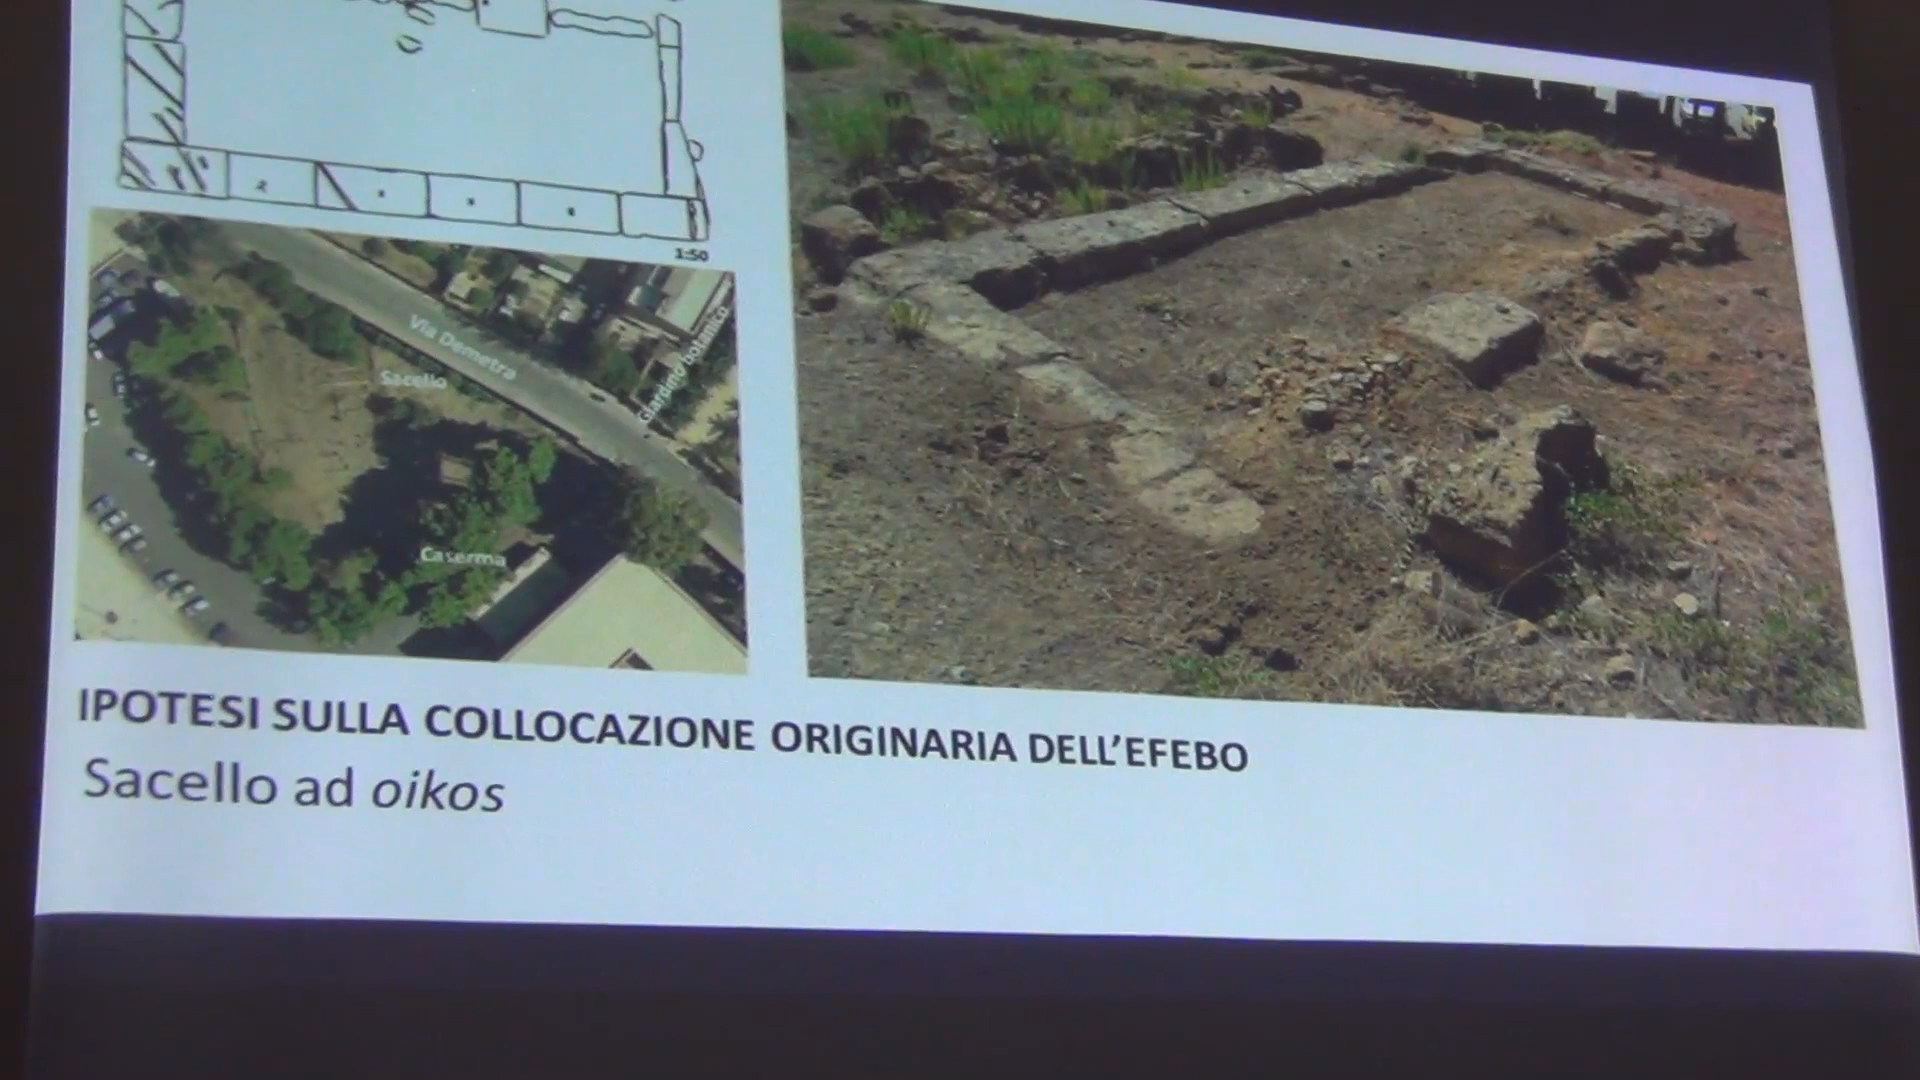 1:50
Via Demetra
Giardino botanico
Sacello
Caserma
IPOTESI SULLA COLLOCAZIONE ORIGINARIA DELL'EFEBO
Sacello ad oikos